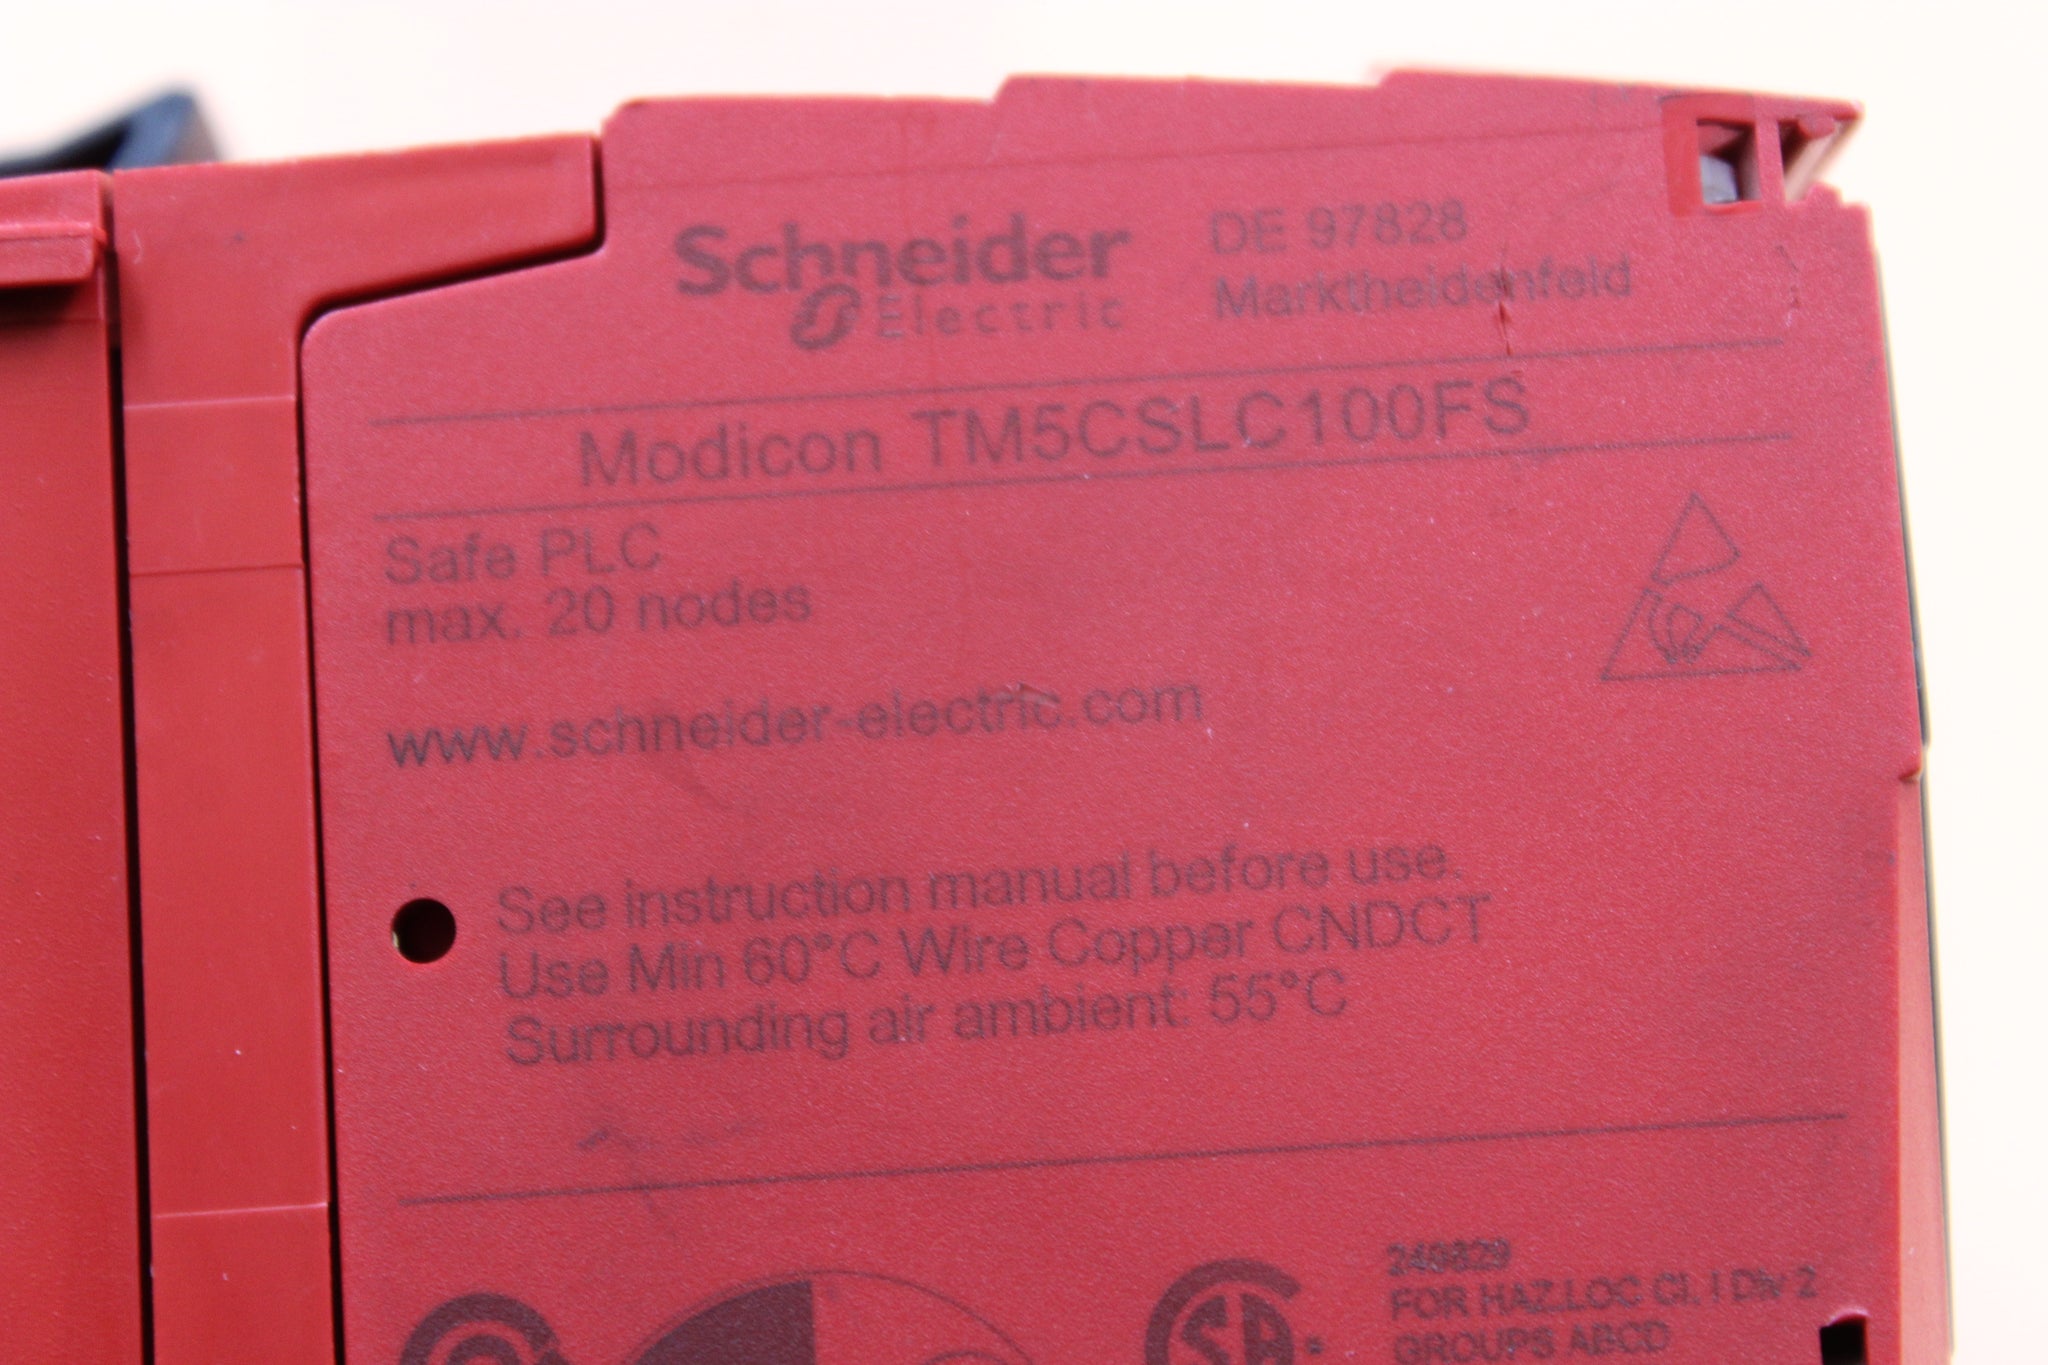 Schneider
Electric
DE 97828
Marktheidenfeld
Modicon TM5CSLC100FS
Safe PLC
max. 20 nodes
www.schneider-electric.com
See instruction manual before use.
Use Min 60°C Wire Copper CNDCT
Surrounding air ambient: 55°C
240829
FOR HAZ.LOC Cl. I Div 2
GROUPS ABCD